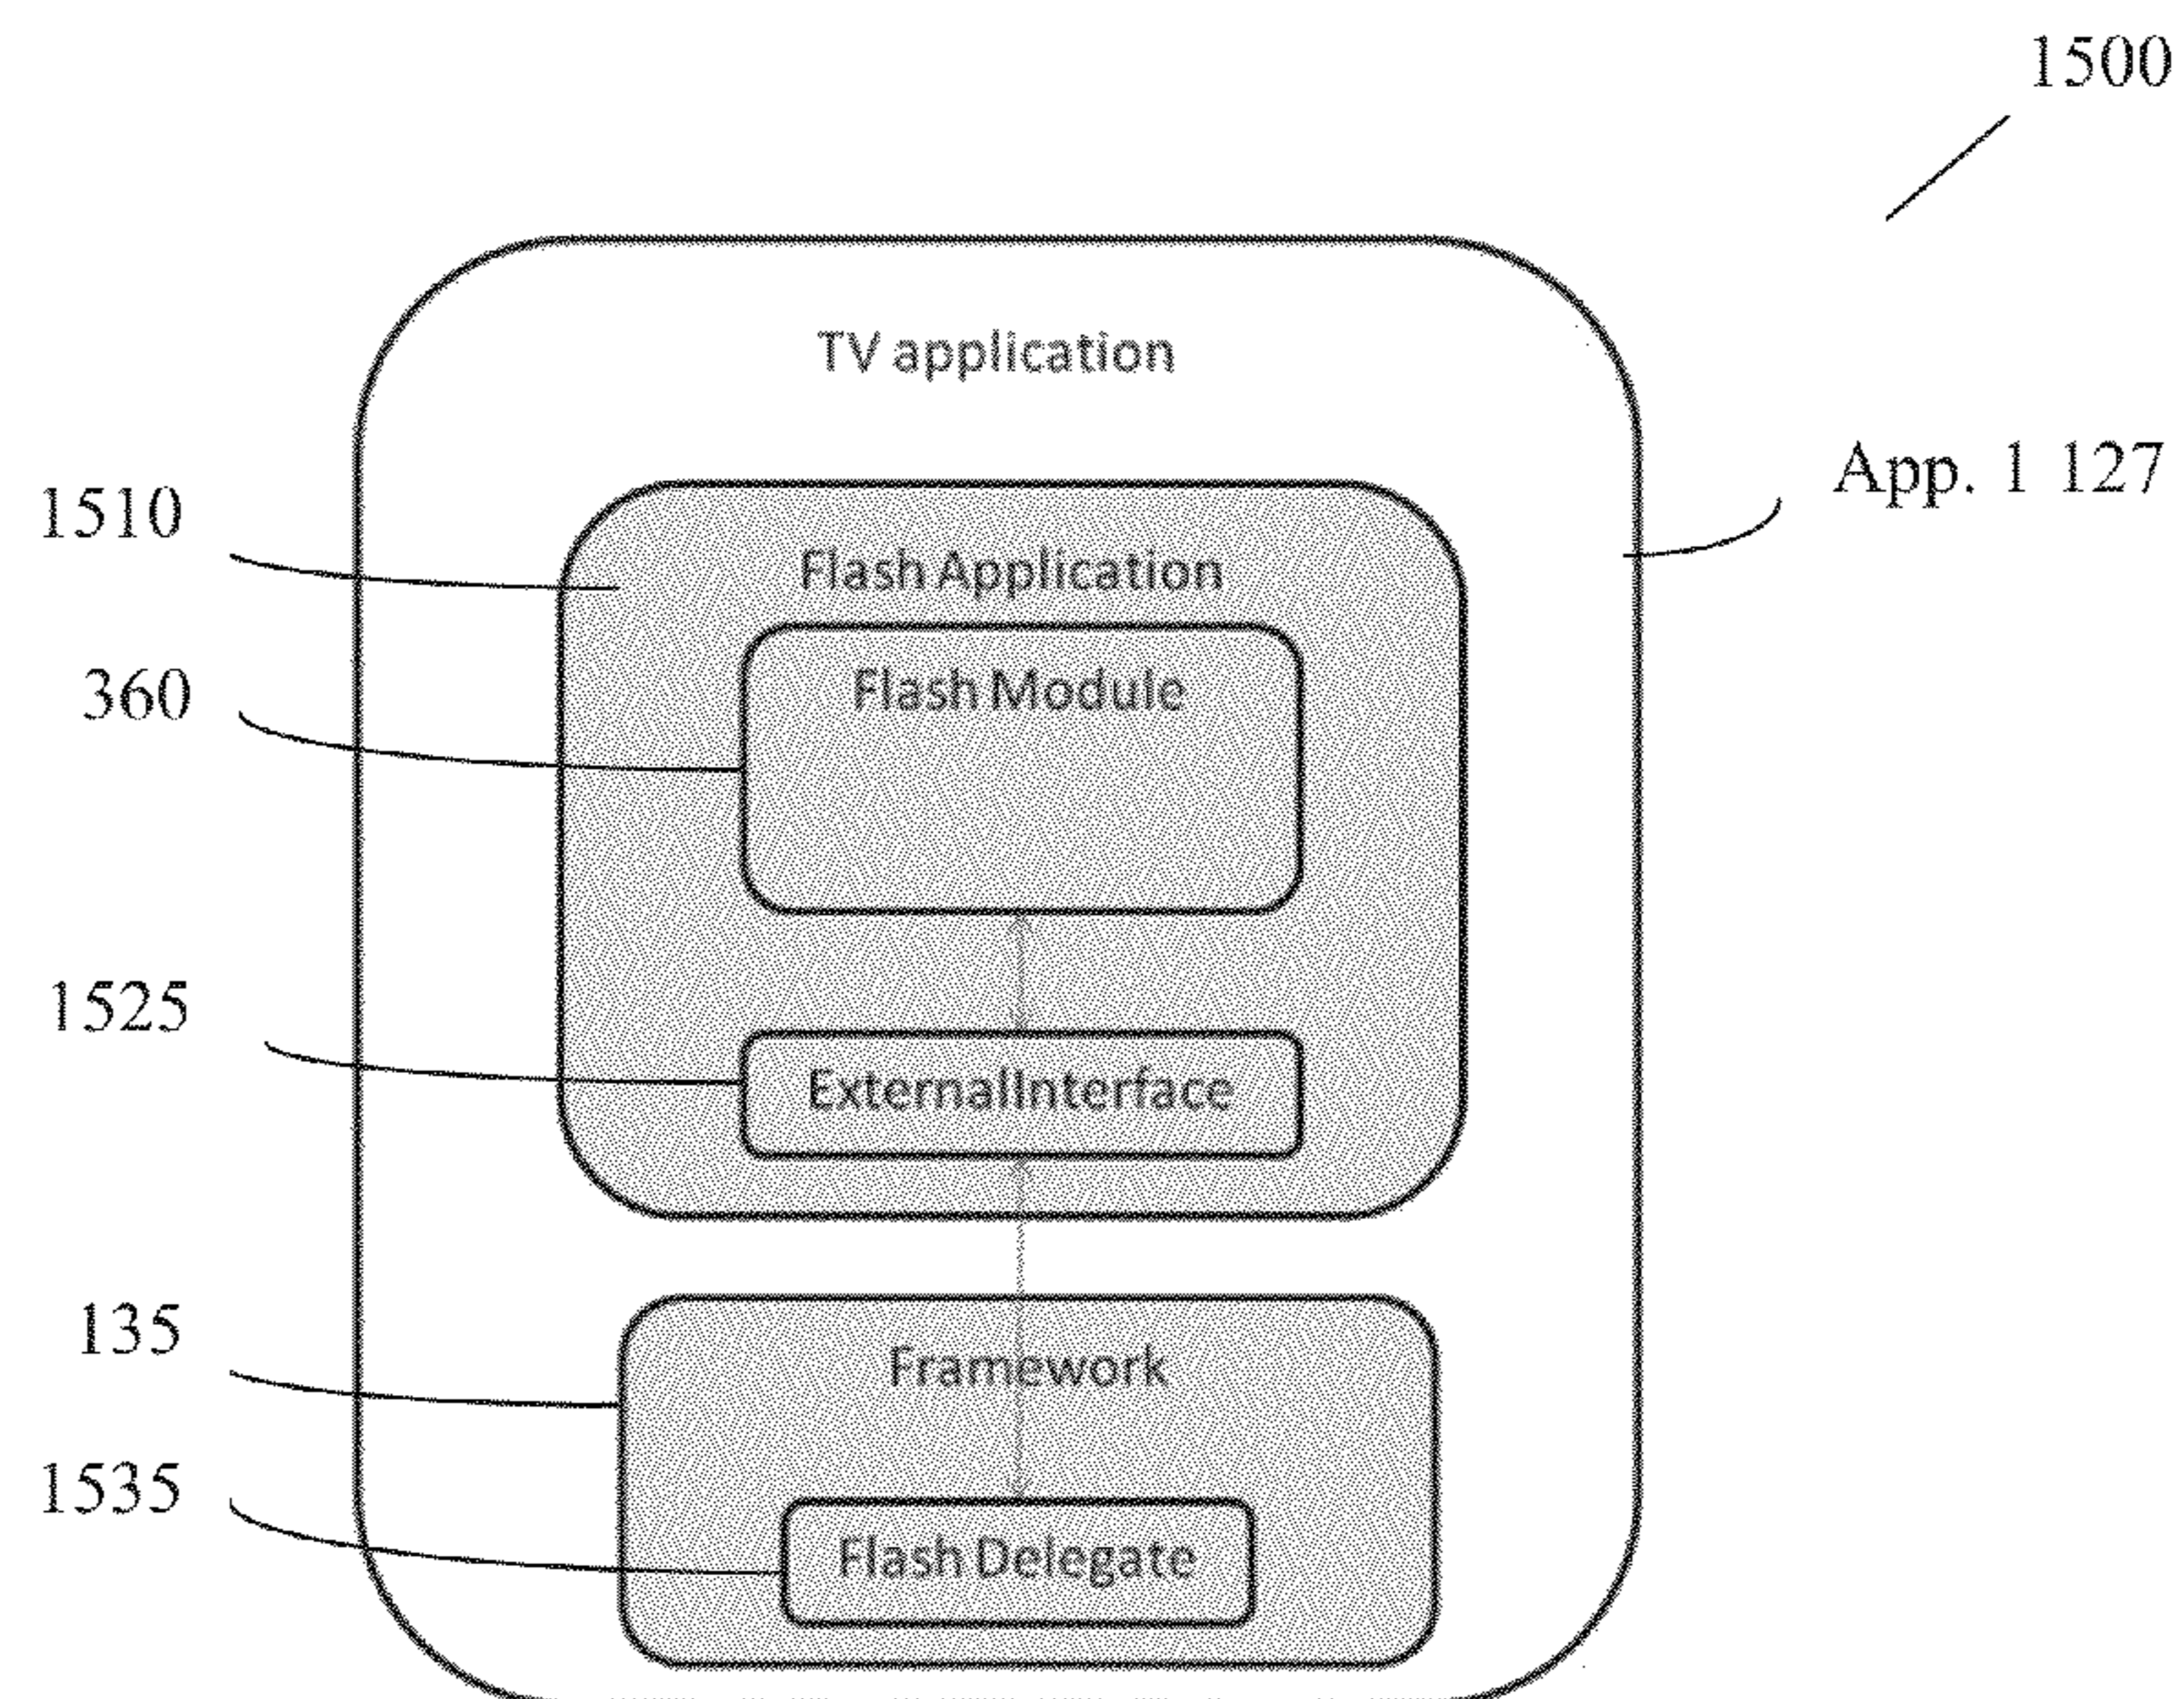 1500
TV application
App. 1 127
1510
Flash Application
360
Flash Module
1525
ExternalInterface
135
Framework
1535
Flash Delegate